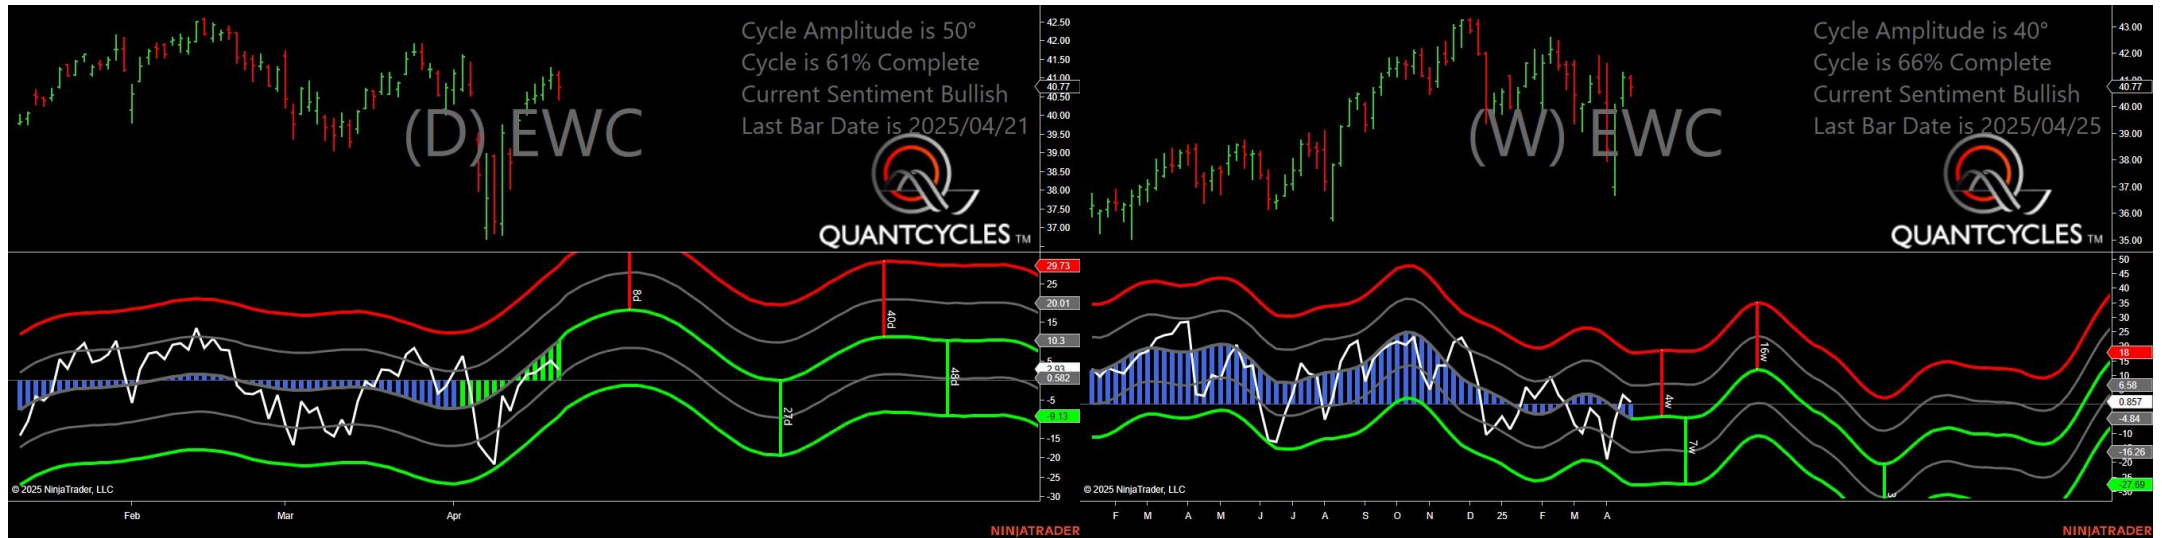 Cycle Amplitude is 50°
Cycle is 61% Complete
Current Sentiment Bullish
Last Bar Date is 2025/04/21
(D) EWC
QUANTCYCLES TM
42.50
42.00
41.50
41.00
40.77
40.50
40.00
39.50
39.00
38.50
38.00
37.50
37.00
8d
27d
40d
48d
29.73
25
20.01
15
10.3
5
2.93
0.582
-5
-9.13
-15
-20
-25
-30
© 2025 NinjaTrader, LLC
Feb Mar Apr
NINJATRADER
Cycle Amplitude is 40°
Cycle is 66% Complete
Current Sentiment Bullish
Last Bar Date is 2025/04/25
(W) EWC
QUANTCYCLES TM
43.00
42.00
40.77
40.00
39.00
38.00
37.00
36.00
35.00
4w
7w
16w
3
50
45
40
35
30
25
18
10
6.58
0.857
-4.84
-10
-16.26
-20
-27.69
-30
© 2025 NinjaTrader, LLC
F M A M J J A S O N D 25 F M A
NINJATRADER